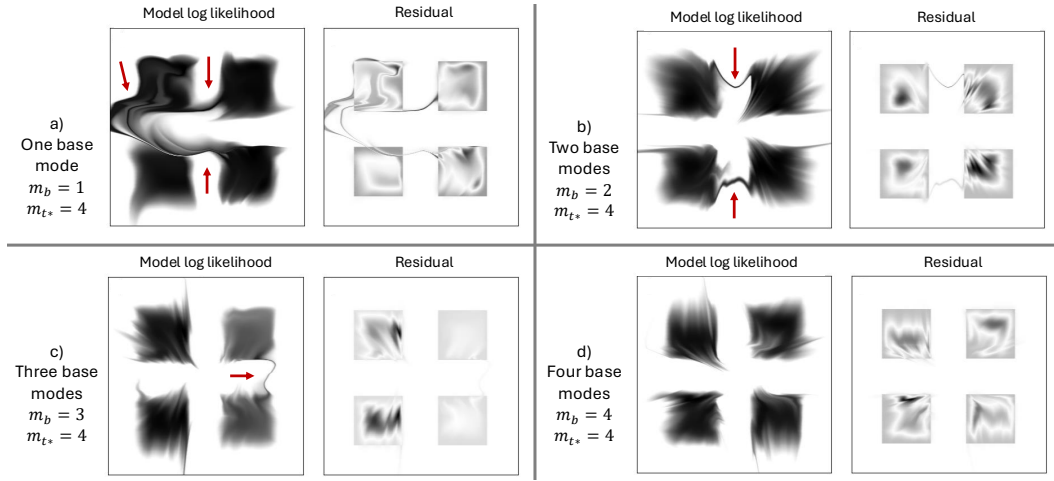 Model log likelihood
Residual
a)
One base
mode
$m_b = 1$
$m_{t*} = 4$
Model log likelihood
Residual
b)
Two base
modes
$m_b = 2$
$m_{t*} = 4$
Model log likelihood
Residual
c)
Three base
modes
$m_b = 3$
$m_{t*} = 4$
Model log likelihood
Residual
d)
Four base
modes
$m_b = 4$
$m_{t*} = 4$